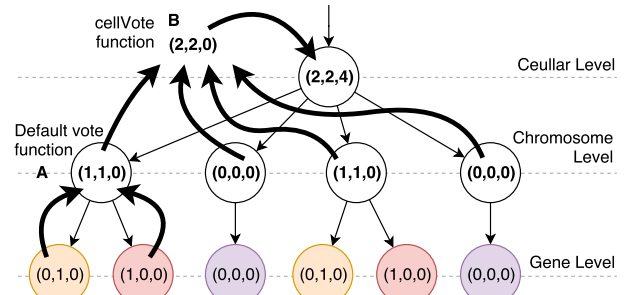 cellVote B
function (2,2,0)
(2,2,4) Ceullar Level
Default vote
function
A
Chromosome
Level
(1,1,0) (0,0,0) (1,1,0) (0,0,0)
Gene Level
(0,1,0) (1,0,0) (0,0,0) (0,1,0) (1,0,0) (0,0,0)